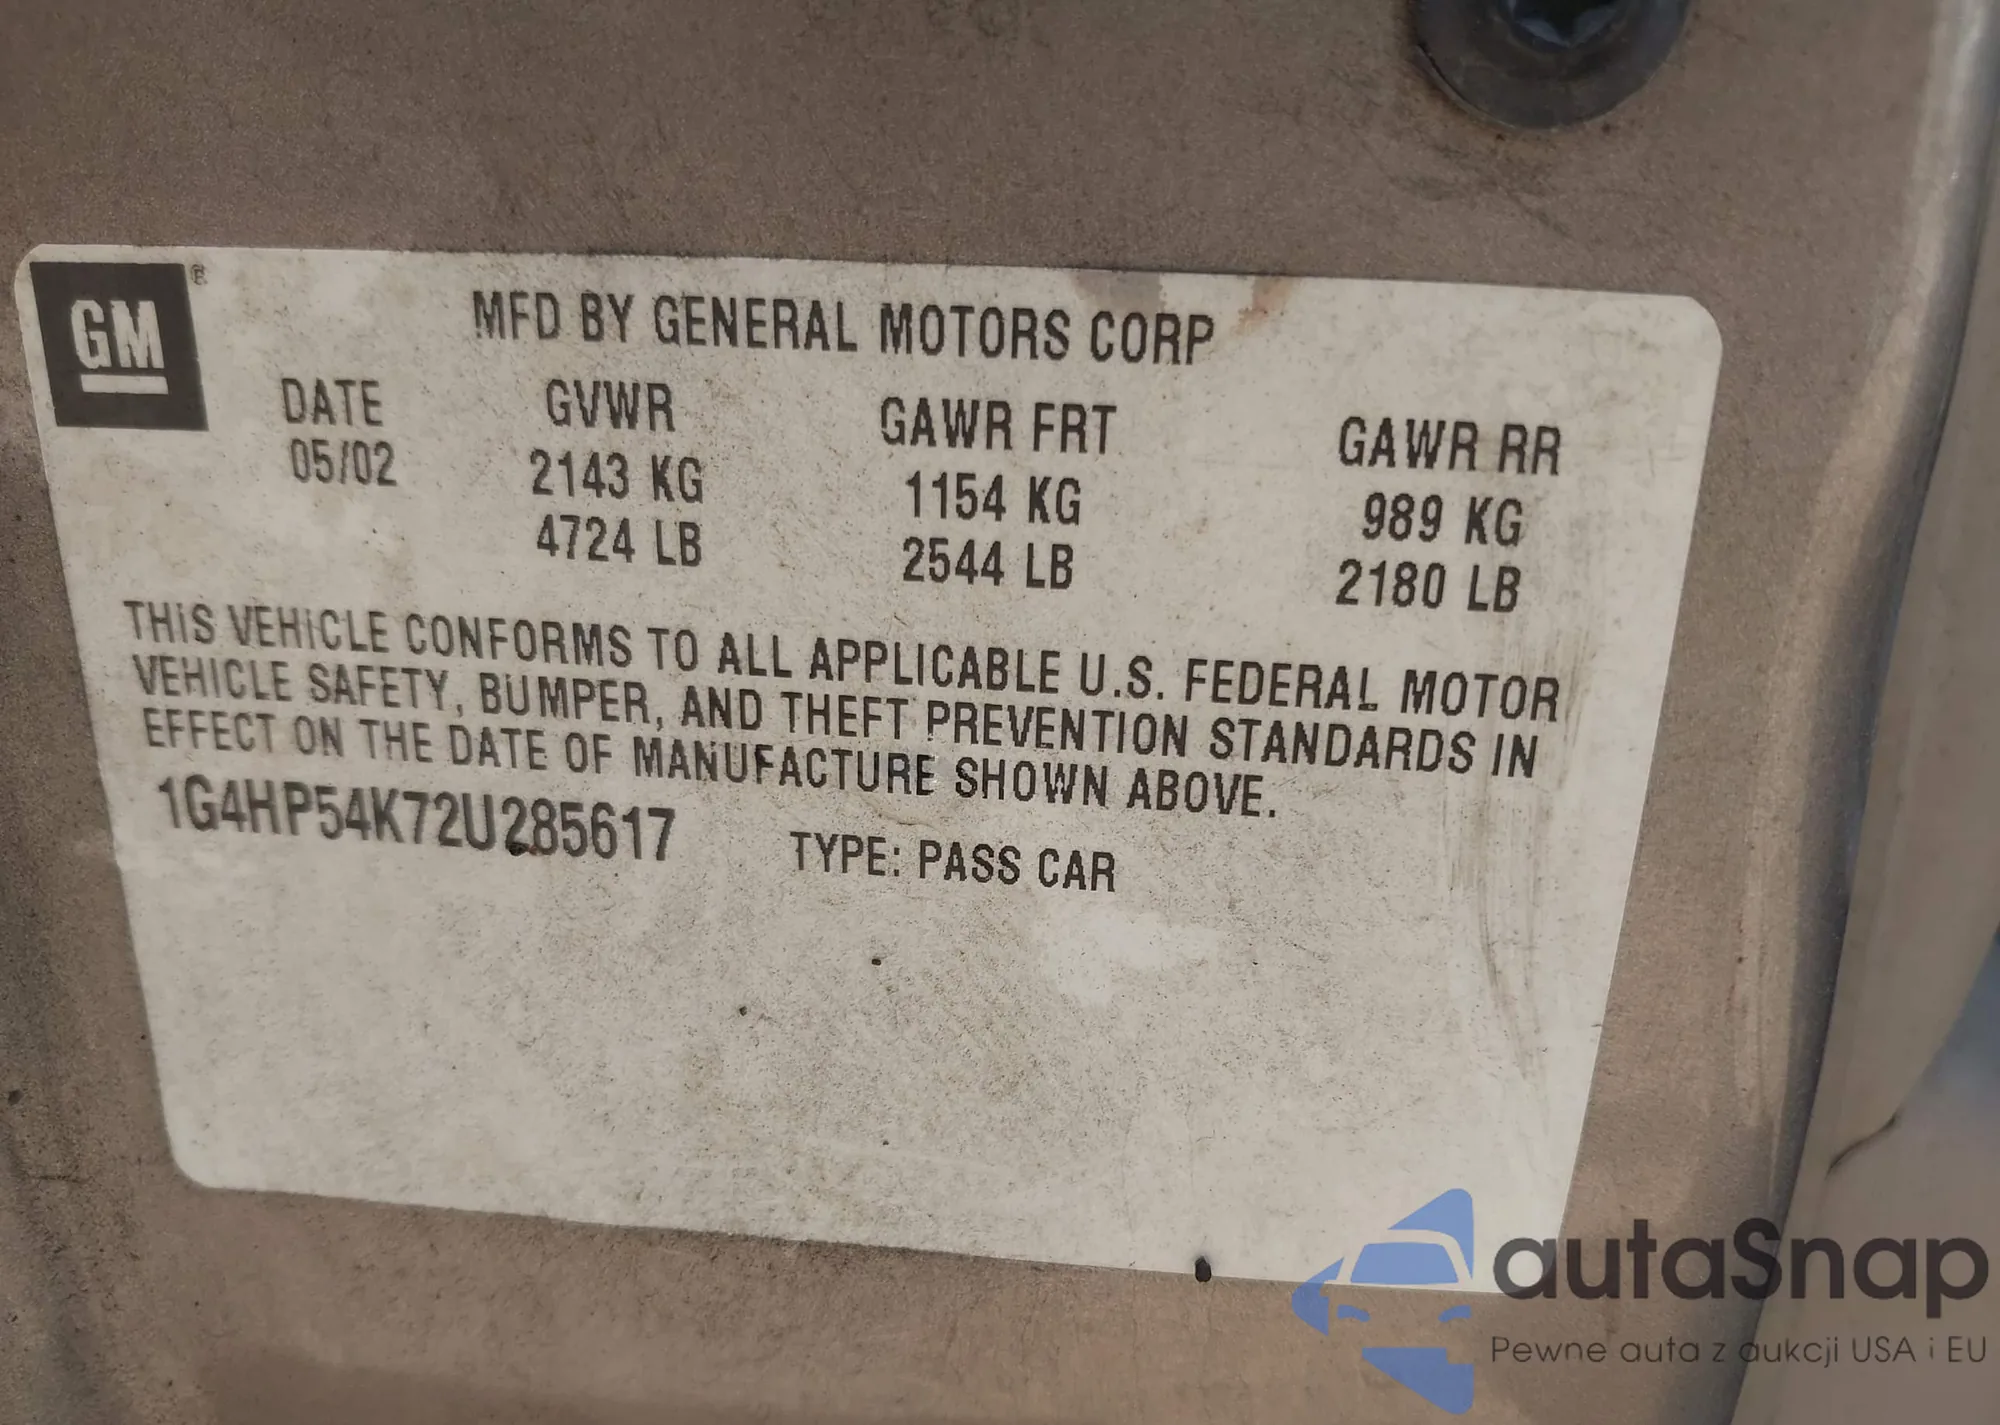 GM®
MFD BY GENERAL MOTORS CORP
DATE GVWR GAWR FRT GAWR RR
05/02 2143 KG 1154 KG 989 KG
4724 LB 2544 LB 2180 LB
THIS VEHICLE CONFORMS TO ALL APPLICABLE U.S. FEDERAL MOTOR
VEHICLE SAFETY, BUMPER, AND THEFT PREVENTION STANDARDS IN
EFFECT ON THE DATE OF MANUFACTURE SHOWN ABOVE.
1G4HP54K72U285617 TYPE: PASS CAR
autaSnap
Pewne auta z aukcji USA i EU